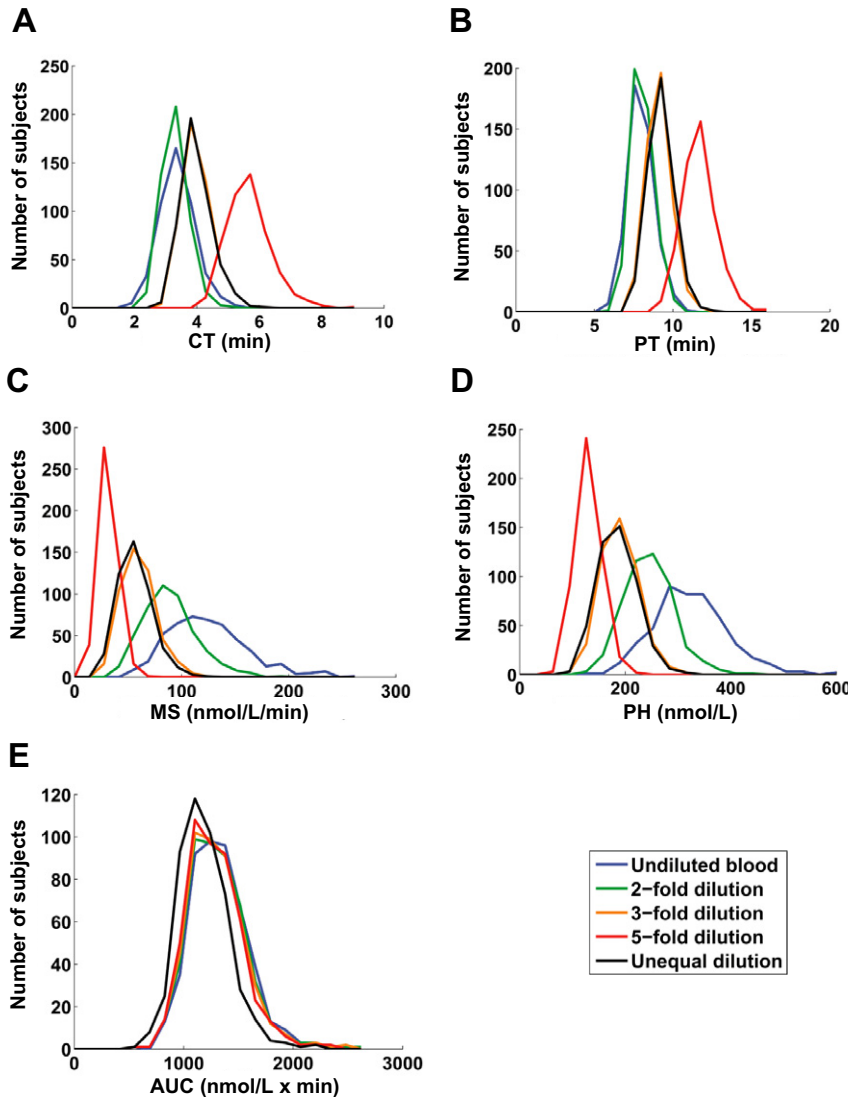 A
B
250
200
150
100
50
0
Number of subjects
0 2 4 6 8 10
CT (min)
200
150
100
50
0
Number of subjects
0 5 10 15 20
PT (min)
C
D
300
250
200
150
100
50
0
Number of subjects
0 100 200 300
MS (nmol/L/min)
250
200
150
100
50
0
Number of subjects
0 200 400 600
PH (nmol/L)
E
120
100
80
60
40
20
0
Number of subjects
0 1000 2000 3000
AUC (nmol/L x min)
Undiluted blood
2−fold dilution
3−fold dilution
5−fold dilution
Unequal dilution